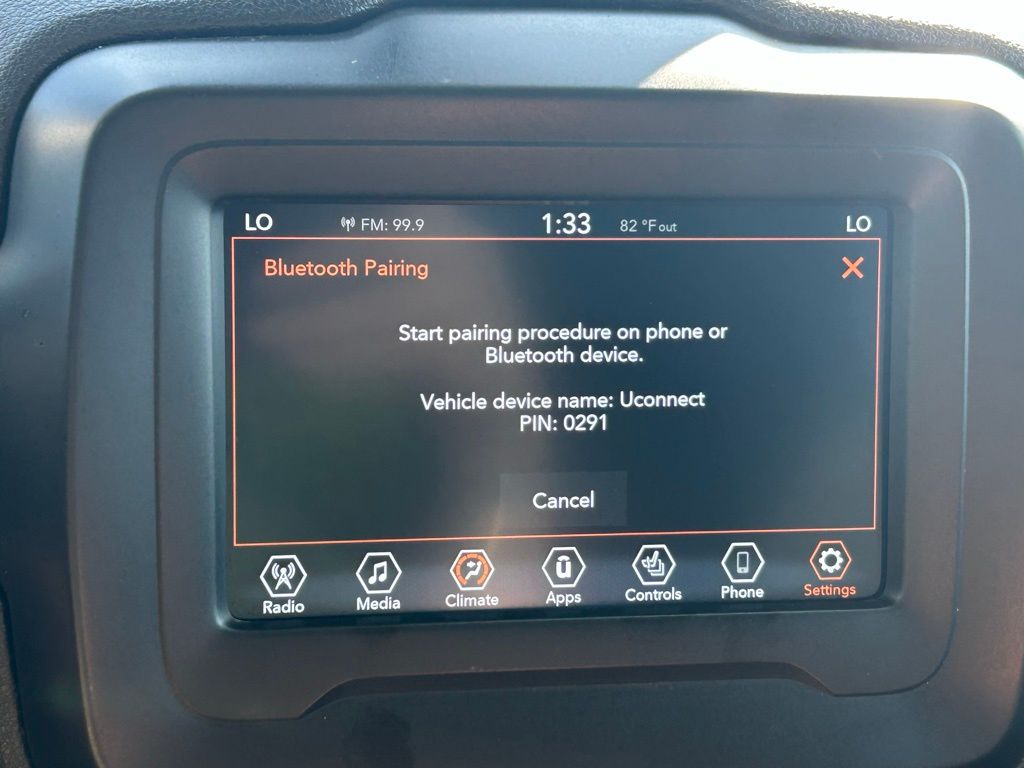 LO FM: 99.9 1:33 82 °F out LO
Bluetooth Pairing
Start pairing procedure on phone or
Bluetooth device.
Vehicle device name: Uconnect
PIN: 0291
Cancel
Radio Media Climate Apps Controls Phone Settings